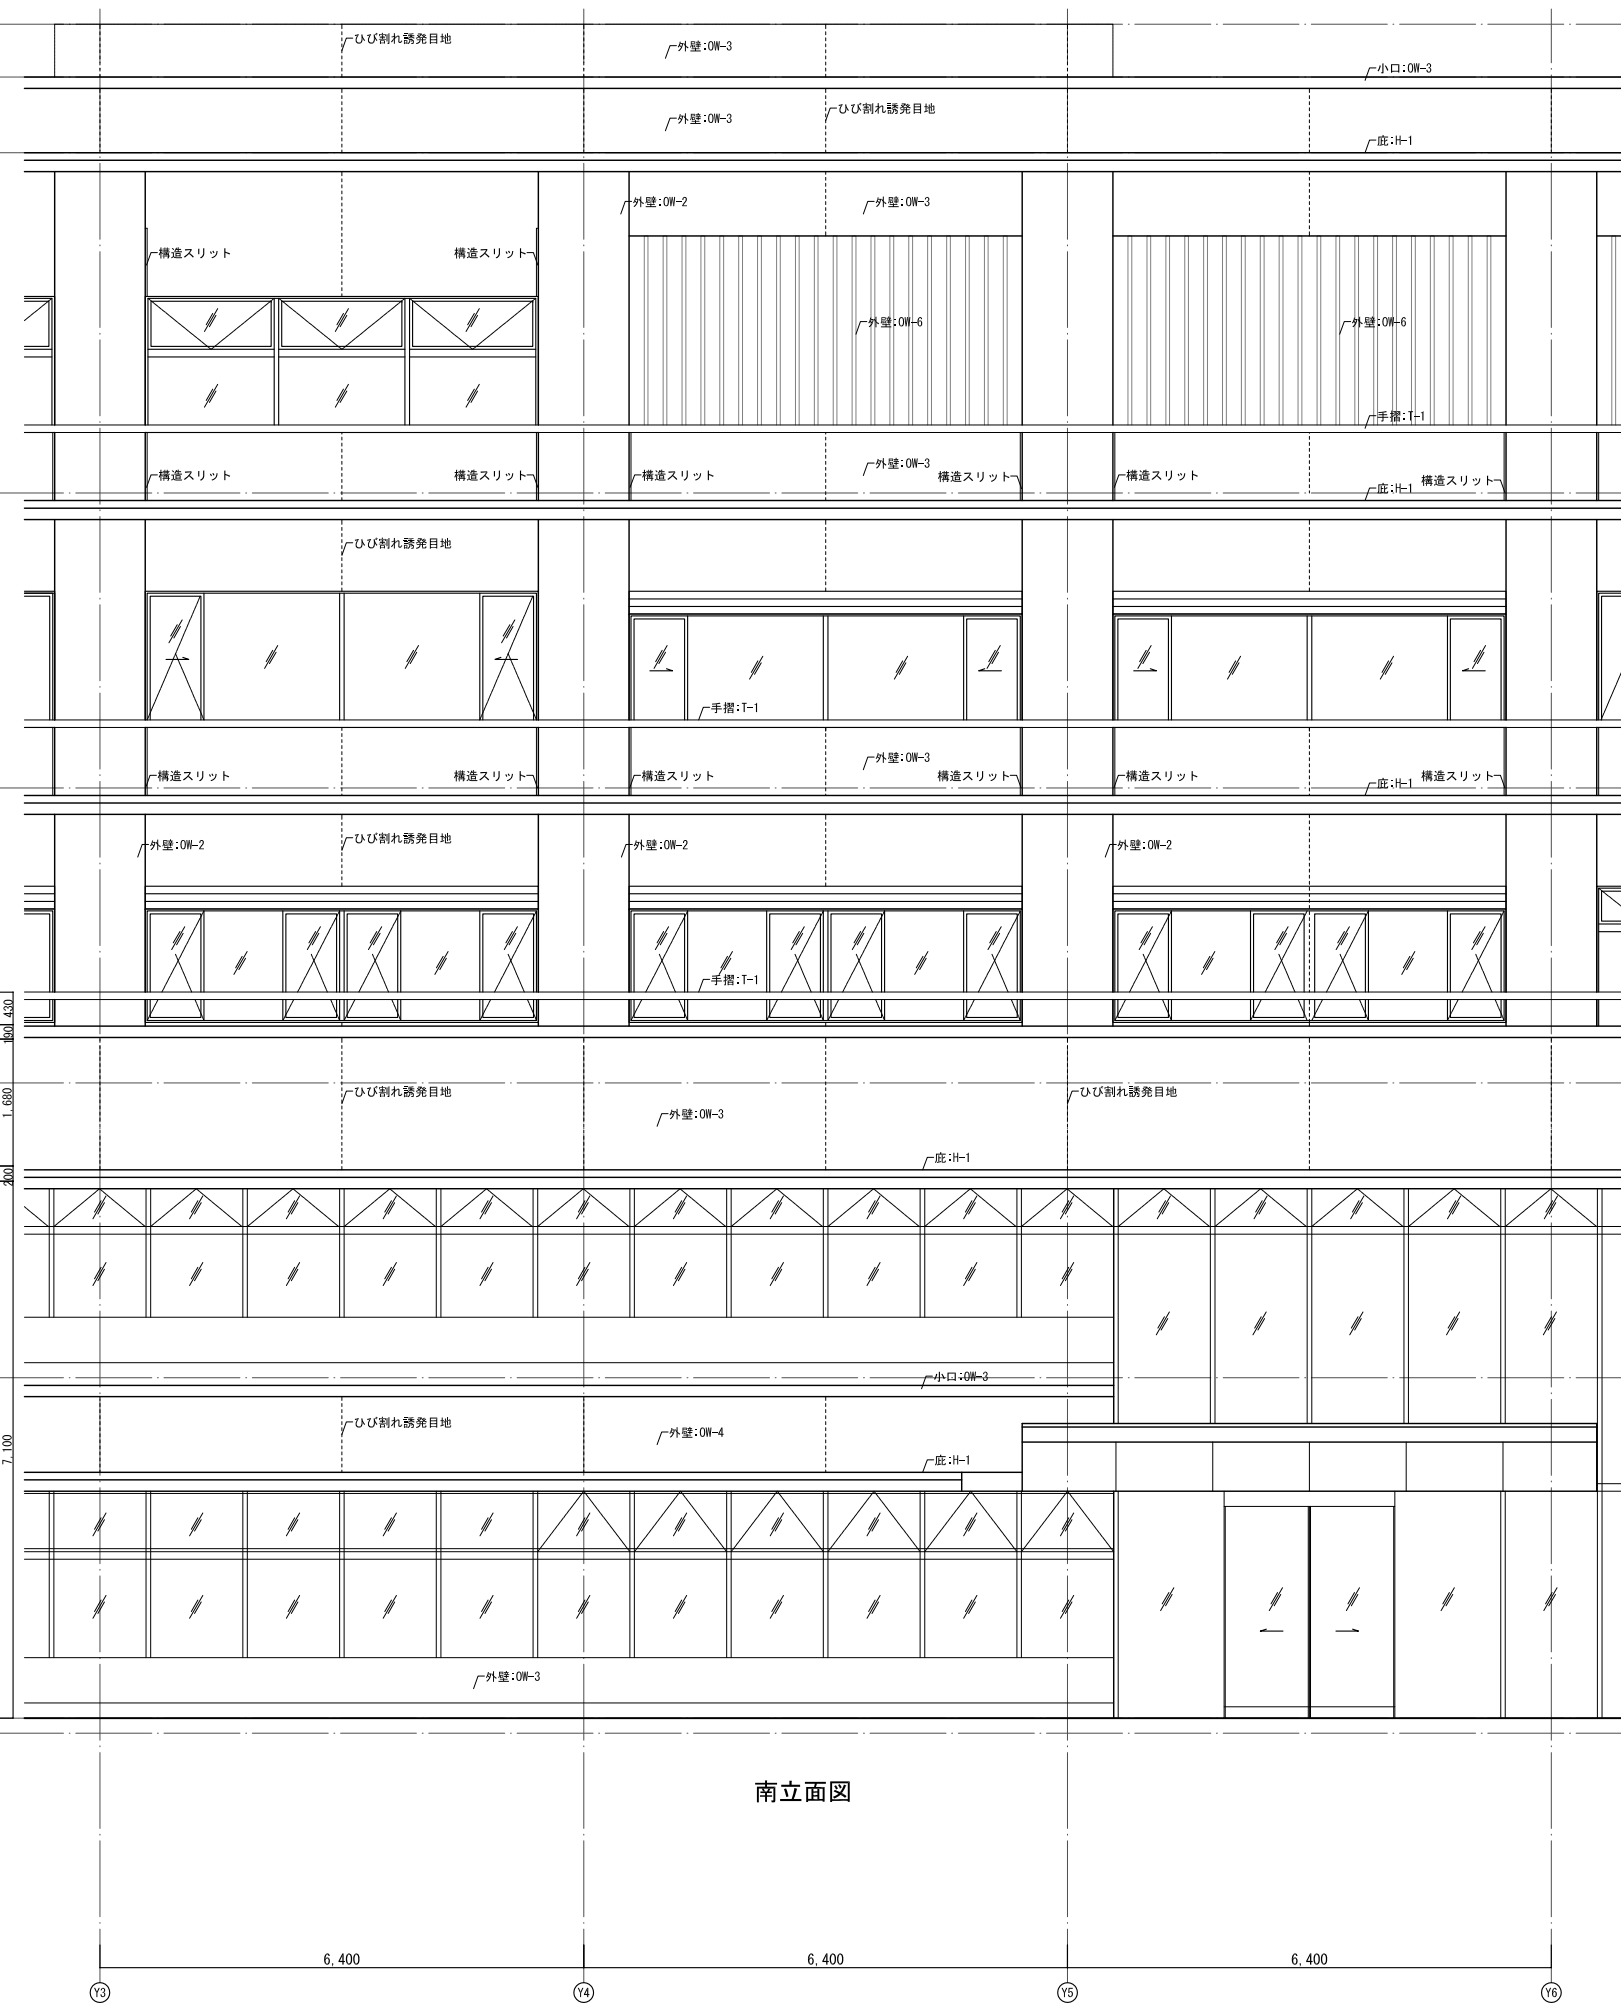 ひび割れ誘発目地
外壁:OW-3
小口:OW-3
ひび割れ誘発目地
外壁:OW-3
庇:H-1
外壁:OW-2
外壁:OW-3
構造スリット
構造スリット
外壁:OW-6
外壁:OW-6
手摺:T-1
外壁:OW-3
構造スリット
構造スリット
構造スリット
構造スリット
構造スリット
構造スリット
庇:H-1
ひび割れ誘発目地
手摺:T-1
外壁:OW-3
構造スリット
構造スリット
構造スリット
構造スリット
構造スリット
構造スリット
庇:H-1
ひび割れ誘発目地
外壁:OW-2
外壁:OW-2
外壁:OW-2
手摺:T-1
430
190
1,680
200
7,100
ひび割れ誘発目地
ひび割れ誘発目地
外壁:OW-3
庇:H-1
小口:OW-3
ひび割れ誘発目地
外壁:OW-4
庇:H-1
外壁:OW-3
南立面図
6,400
6,400
6,400
Y3
Y4
Y5
Y6